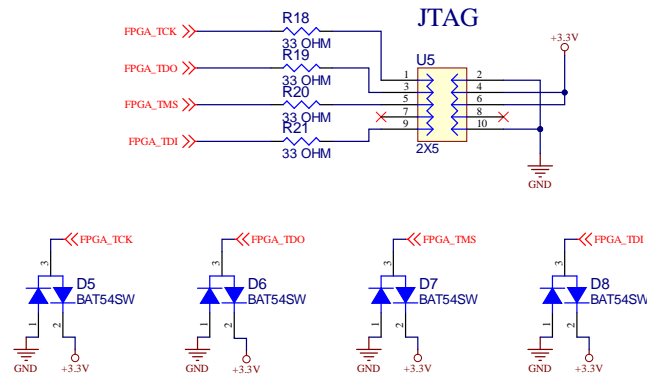 JTAG
R18
FPGA_TCK
33 OHM
+3.3V
R19
U5
FPGA_TDO
33 OHM
1 2
R20
3 4
FPGA_TMS
33 OHM
5 6
R21
7 8
FPGA_TDI
33 OHM
9 10
2X5
GND
FPGA_TCK
FPGA_TDO
FPGA_TMS
FPGA_TDI
3
3
3
3
D5
BAT54SW
D6
BAT54SW
D7
BAT54SW
D8
BAT54SW
1 2
1 2
1 2
1 2
GND +3.3V
GND +3.3V
GND +3.3V
GND +3.3V